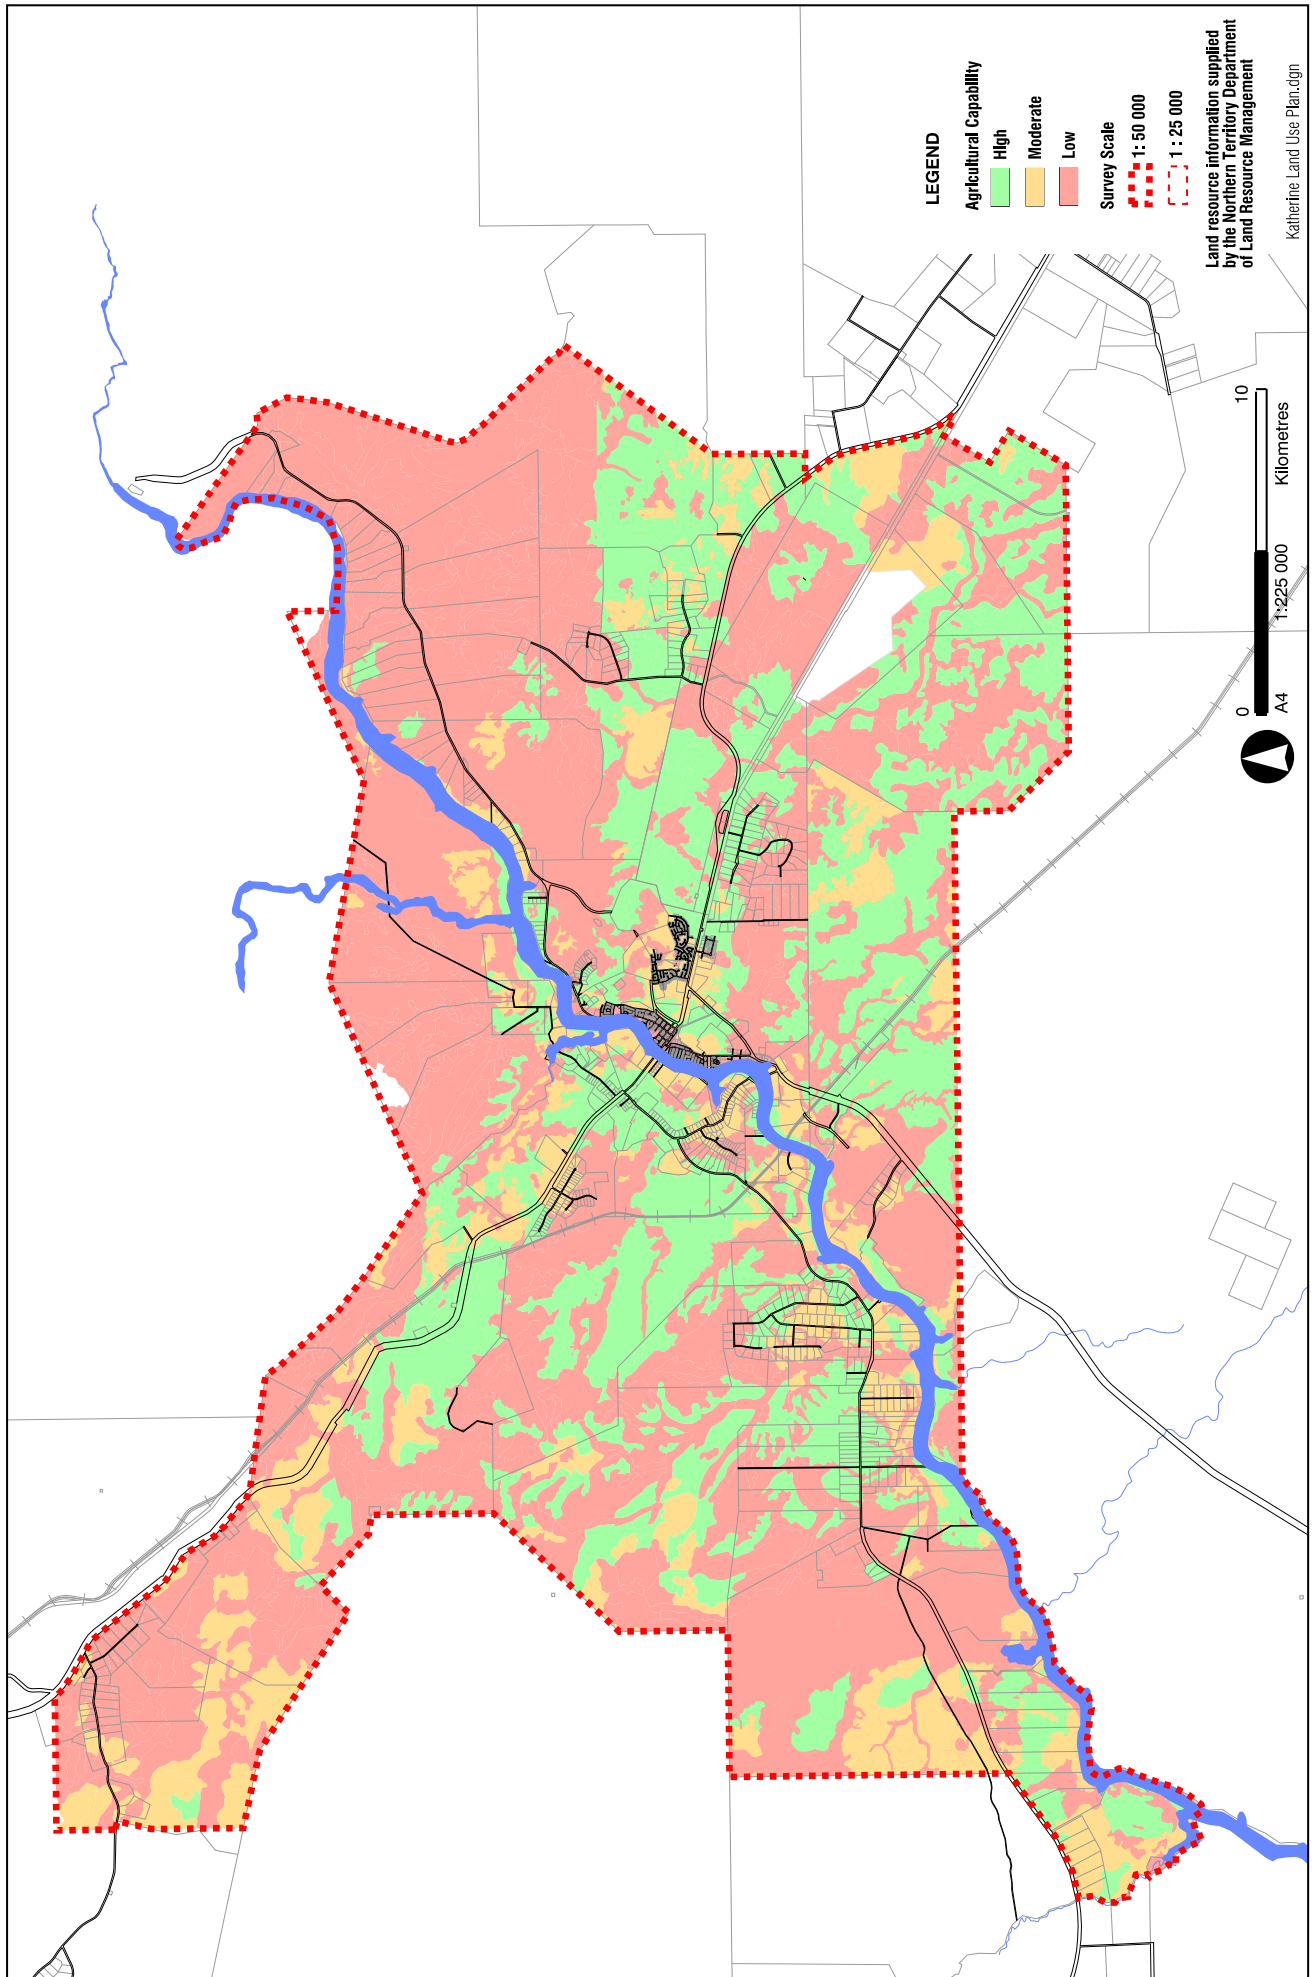 LEGEND
Agricultural Capability
High
Moderate
Low
Survey Scale
1: 50 000
1 : 25 000
Land resource information supplied
by the Northern Territory Department
of Land Resource Management
Katherine Land Use Plan.dgn
0
10
A4
1:225 000
Kilometres